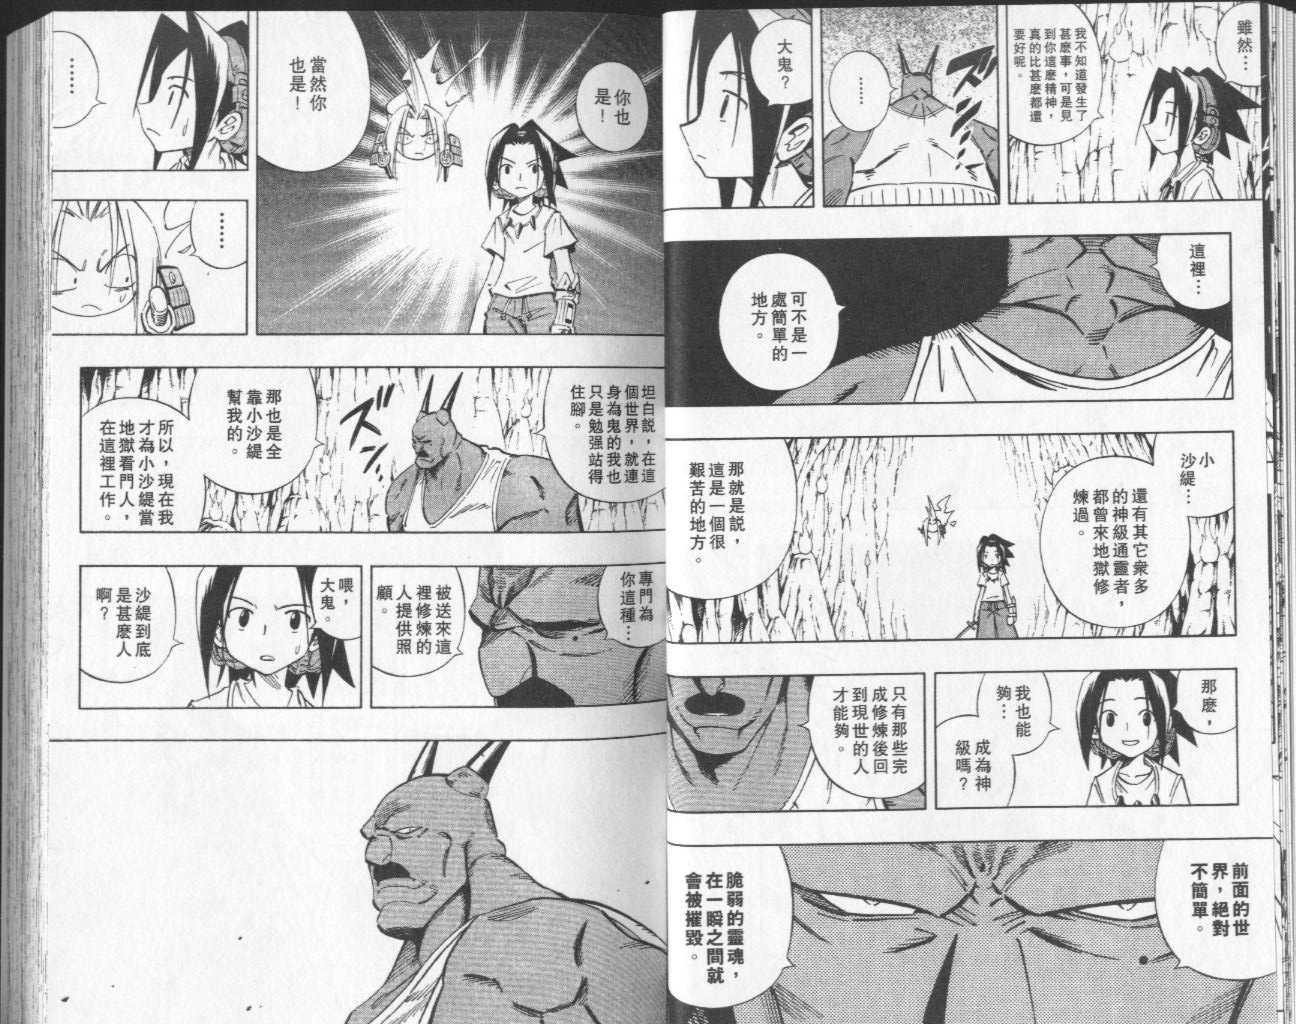 雖然…
我不知道發生了
甚麼事，可是見
到你這麼精神，
真的比甚麼都還
要好呢。
……
大鬼？
這裡…
可不是一
處簡單的
地方。
小
沙緹…
還有其它衆多
的神級通靈者，
都曾來地獄修
煉過。
那就是説，
這是一個很
艱苦的地方。
那麼，
我也能
夠…
成為神
級嗎？
只有那些完
成修煉後回
到現世的人
才能夠。
前面的世
界，絕對
不簡單。
脆弱的靈魂，
在一瞬之間就
會被摧毀。
你也
是！
當然你
也是！
……
……
坦白説，在這
個世界，就連
身為鬼的我也
只是勉强站得
住腳。
那也是全
靠小沙緹
幫我的。
所以，現在我
才為小沙緹當
地獄看門人，
在這裡工作。
專門為
你這種…
被送來這
裡修煉的
人提供照
顧。
喂，
大鬼。
沙緹到底
是甚麼人
啊？